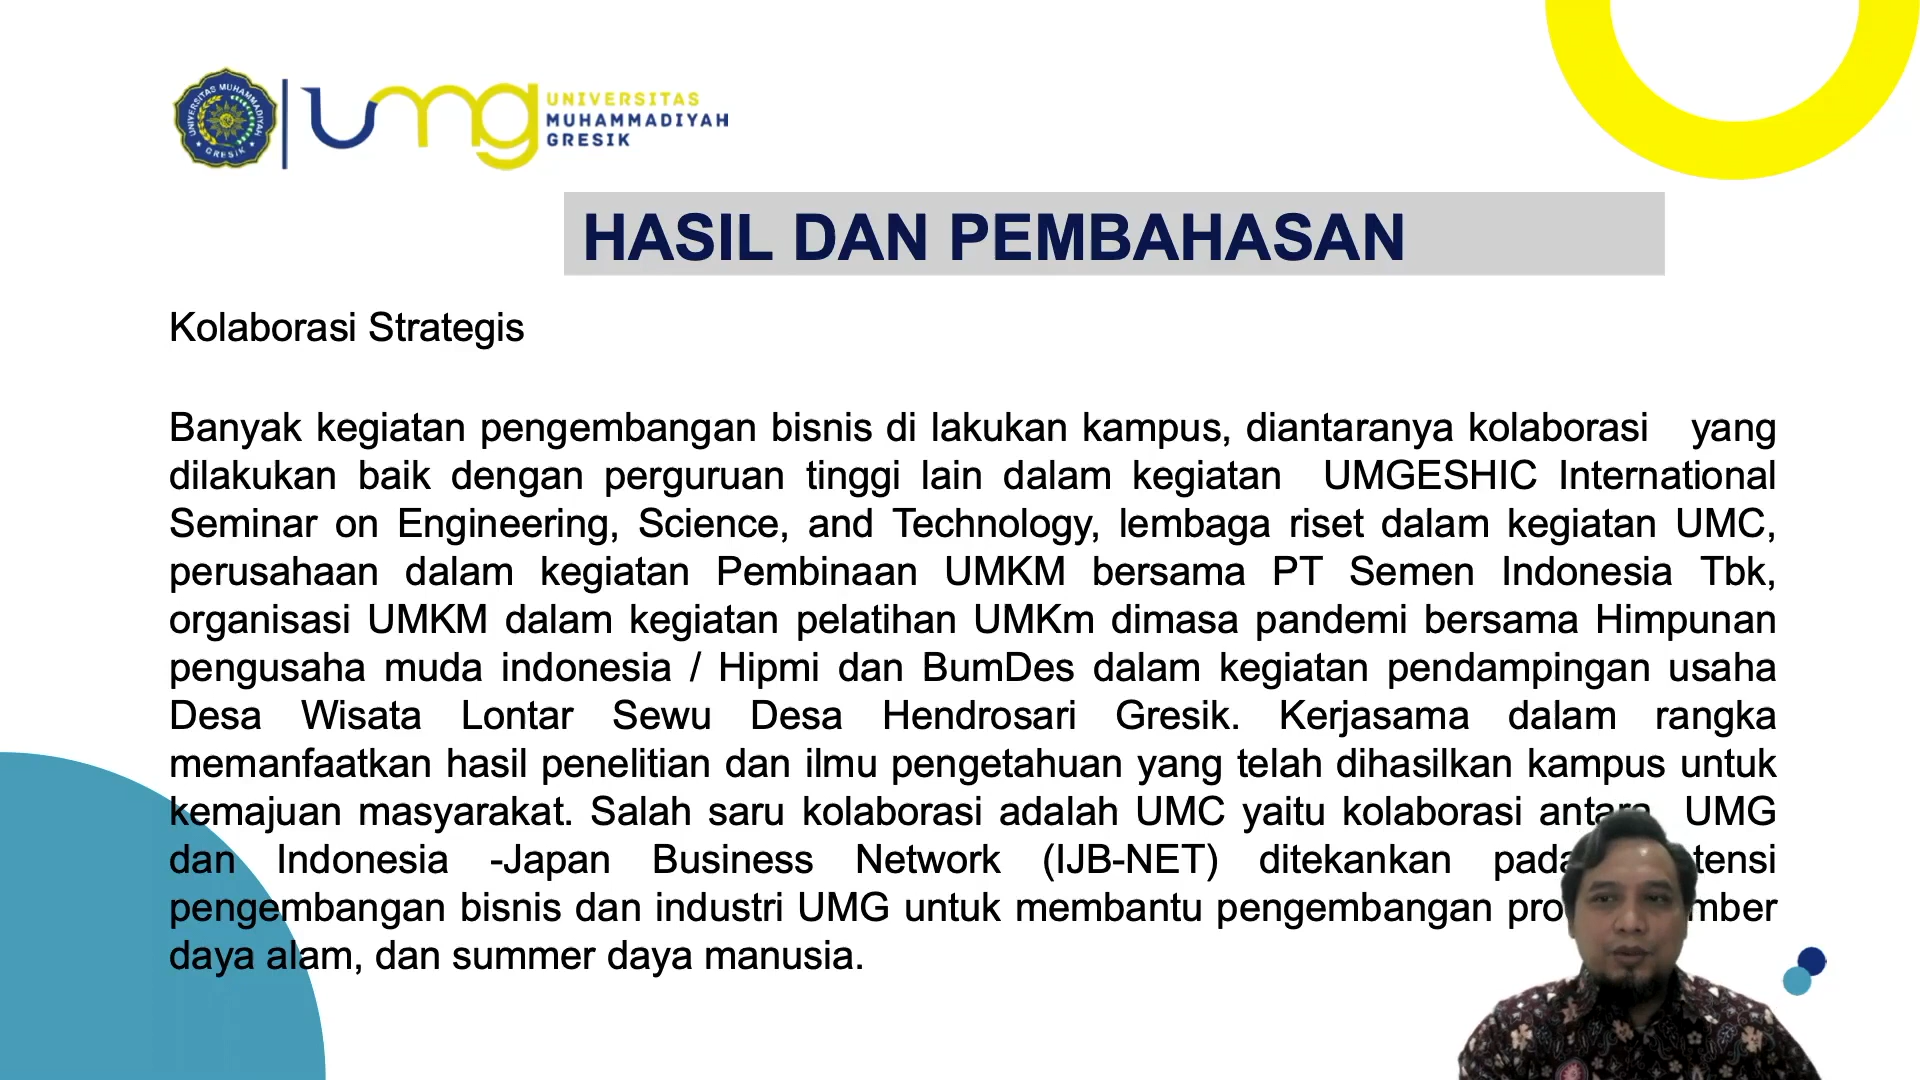 UNIVERSITAS MUHAMMADIYAH
GRESIK
umg
UNIVERSITAS
MUHAMMADIYAH
GRESIK
HASIL DAN PEMBAHASAN
Kolaborasi Strategis
Banyak kegiatan pengembangan bisnis di lakukan kampus, diantaranya kolaborasi yang
dilakukan baik dengan perguruan tinggi lain dalam kegiatan UMGESHIC International
Seminar on Engineering, Science, and Technology, lembaga riset dalam kegiatan UMC,
perusahaan dalam kegiatan Pembinaan UMKM bersama PT Semen Indonesia Tbk,
organisasi UMKM dalam kegiatan pelatihan UMKm dimasa pandemi bersama Himpunan
pengusaha muda indonesia / Hipmi dan BumDes dalam kegiatan pendampingan usaha
Desa Wisata Lontar Sewu Desa Hendrosari Gresik. Kerjasama dalam rangka
memanfaatkan hasil penelitian dan ilmu pengetahuan yang telah dihasilkan kampus untuk
kemajuan masyarakat. Salah saru kolaborasi adalah UMC yaitu kolaborasi antara UMG
dan Indonesia -Japan Business Network (IJB-NET) ditekankan pada
pengembangan bisnis dan industri UMG untuk membantu pengembangan
daya alam, dan summer daya manusia.